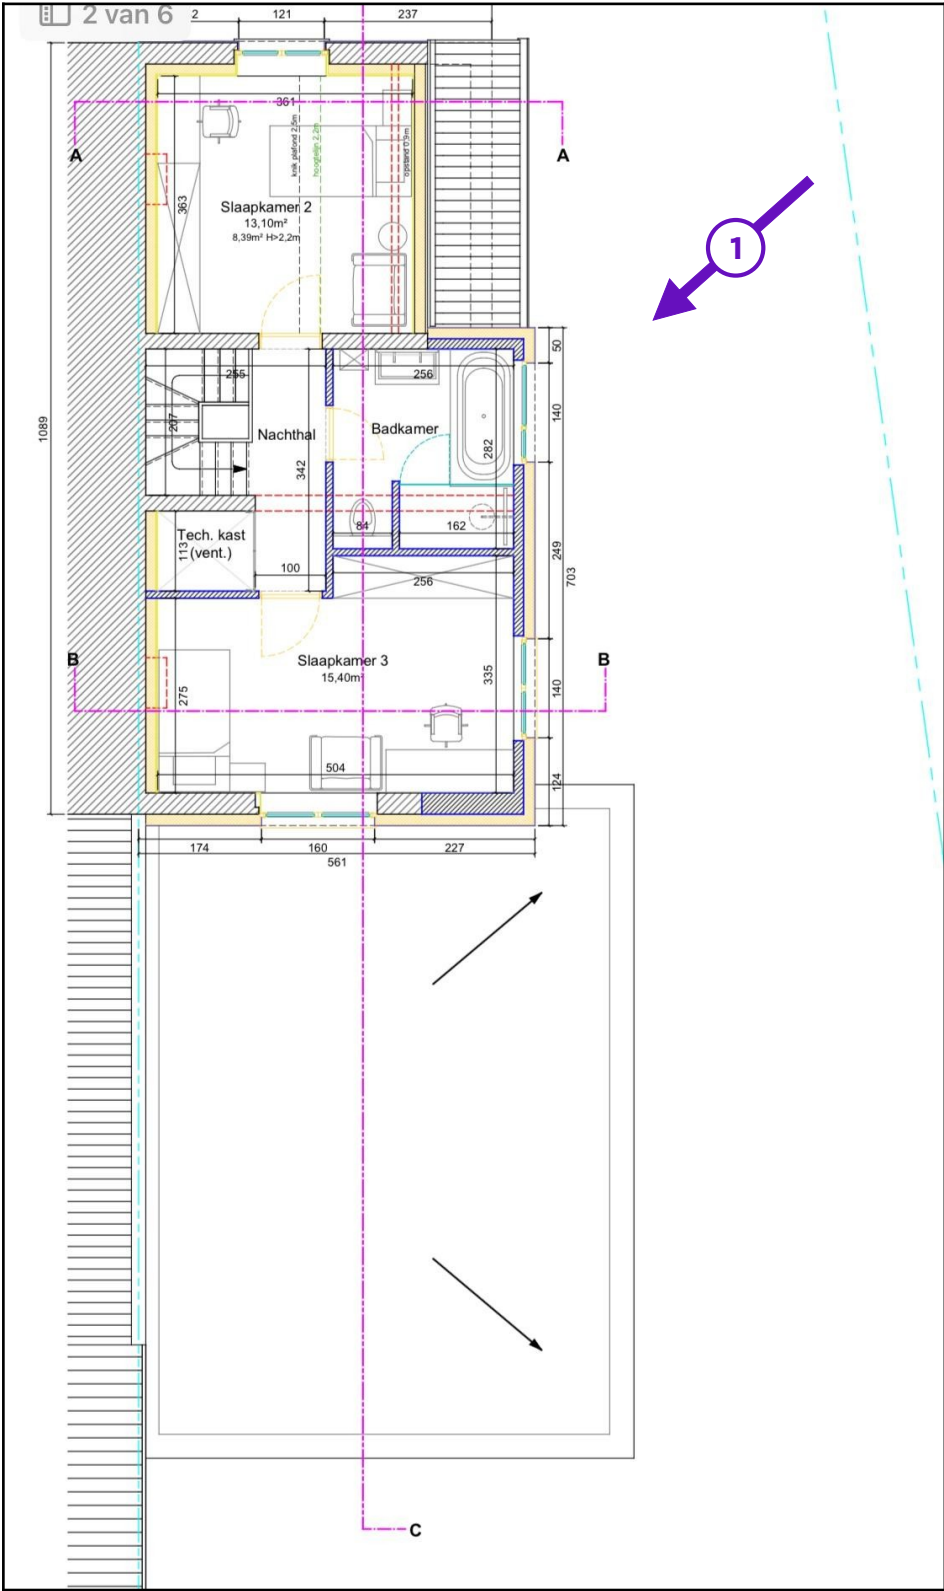 2 van 6
2
121
237
361
A
A
knik plafond 2,5m
hoogtelijn 2,2m
opstand 0,9m
363
Slaapkamer 2
13,10m²
8,39m² H>2,2m
1
50
255
256
1089
207
Nachthal
Badkamer
140
282
342
84
162
Tech. kast
(vent.)
113
249
703
100
256
B
Slaapkamer 3
15,40m²
B
275
335
140
504
124
174
160
227
561
C